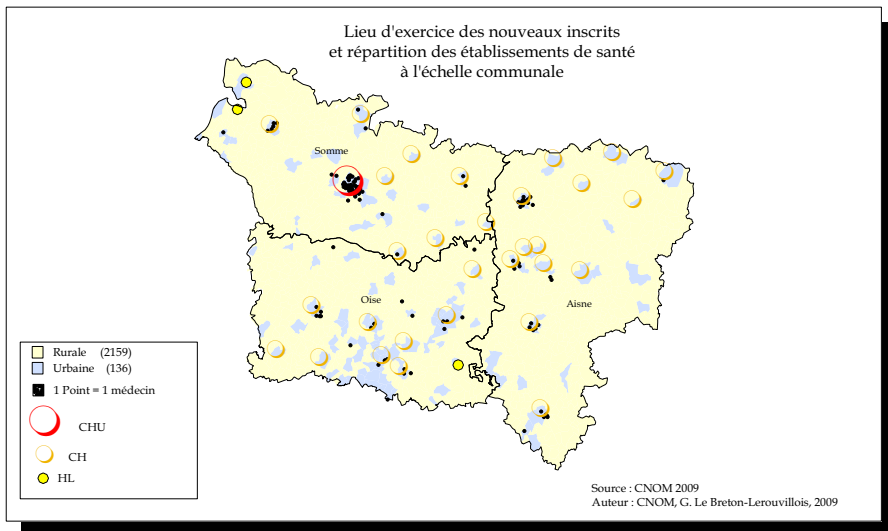 Lieu d'exercice des nouveaux inscrits
et répartition des établissements de santé
à l'échelle communale
Somme
Oise
Aisne
Rurale (2159)
Urbaine (136)
1 Point = 1 médecin
CHU
CH
HL
Source : CNOM 2009
Auteur : CNOM, G. Le Breton-Lerouvillois, 2009